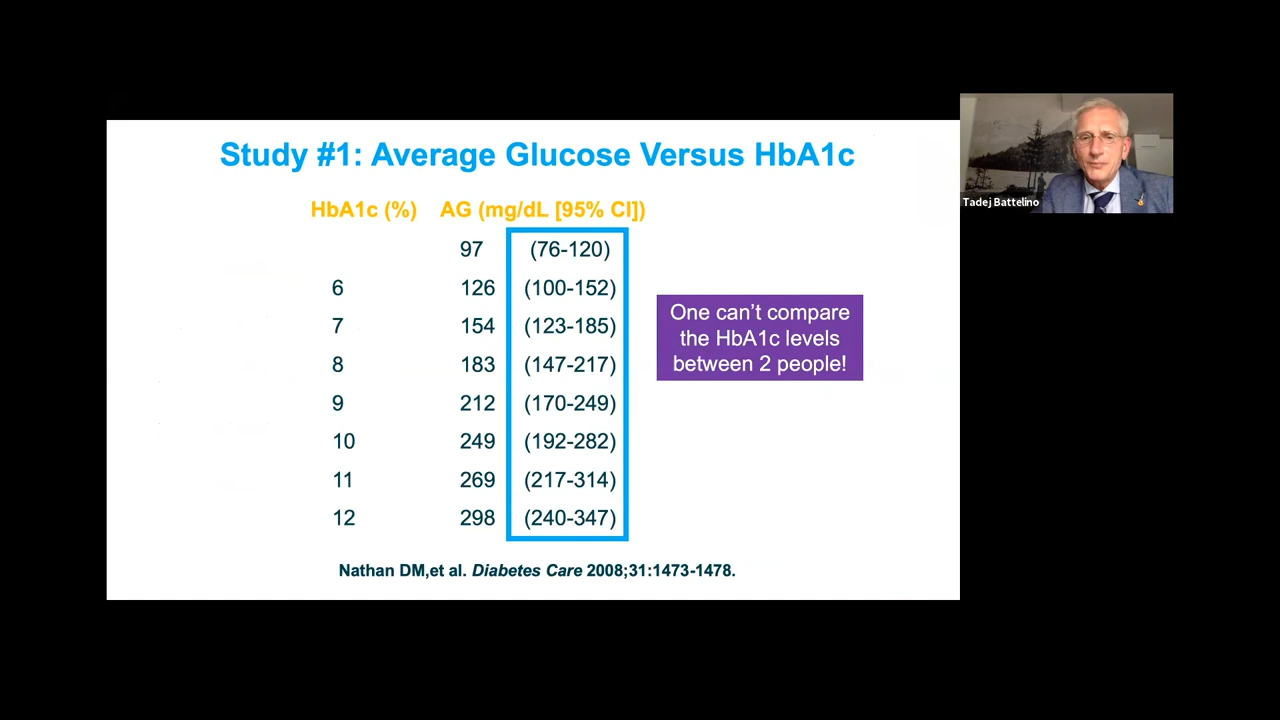 Study #1: Average Glucose Versus HbA1c
HbA1c (%) AG (mg/dL [95% CI])
97 (76-120)
6 126 (100-152)
7 154 (123-185)
8 183 (147-217)
9 212 (170-249)
10 249 (192-282)
11 269 (217-314)
12 298 (240-347)
One can't compare
the HbA1c levels
between 2 people!
Nathan DM,et al. Diabetes Care 2008;31:1473-1478.
Tadej Battelino